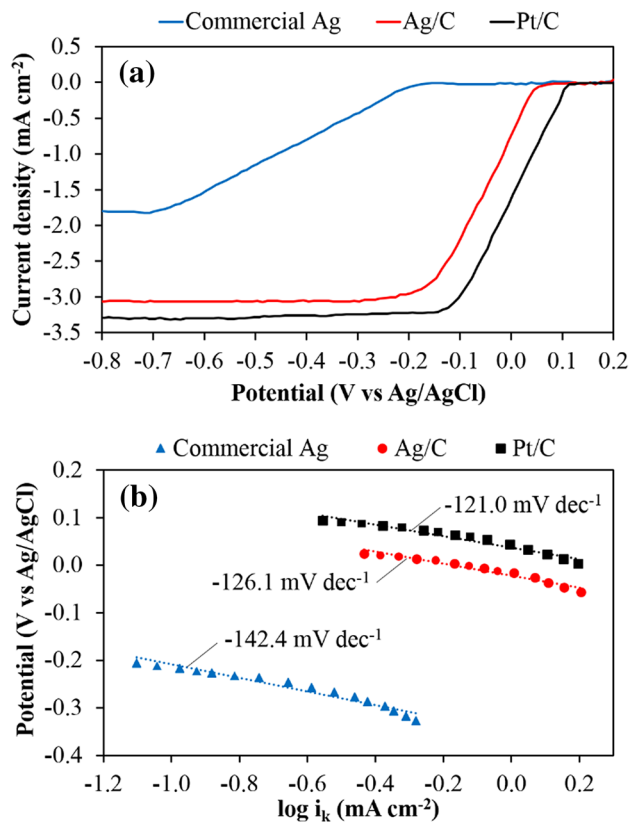 Commercial Ag Ag/C Pt/C
(a)
Current density (mA cm-2)
0.5
0.0
-0.5
-1.0
-1.5
-2.0
-2.5
-3.0
-3.5
-0.8 -0.7 -0.6 -0.5 -0.4 -0.3 -0.2 -0.1 0.0 0.1 0.2
Potential (V vs Ag/AgCl)
Commercial Ag Ag/C Pt/C
(b)
Potential (V vs Ag/AgCl)
0.2
0.1
0.0
-0.1
-0.2
-0.3
-0.4
-121.0 mV dec-1
-126.1 mV dec-1
-142.4 mV dec-1
-1.2 -1.0 -0.8 -0.6 -0.4 -0.2 0.0 0.2 0.4
log ik (mA cm-2)